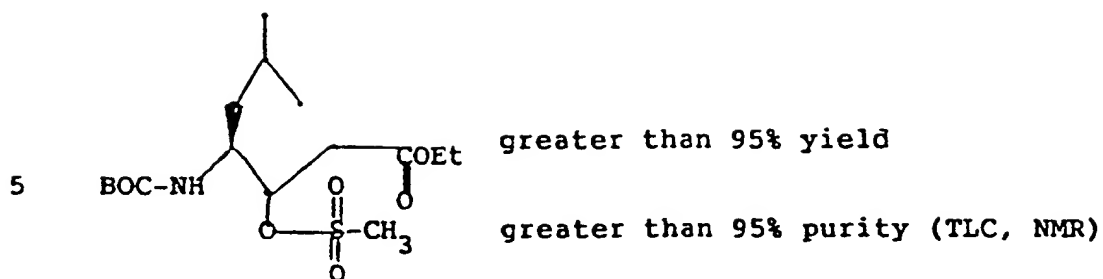 greater than 95% yield
COEt
O
5 BOC-NH O
O-S-CH3
greater than 95% purity (TLC, NMR)
O